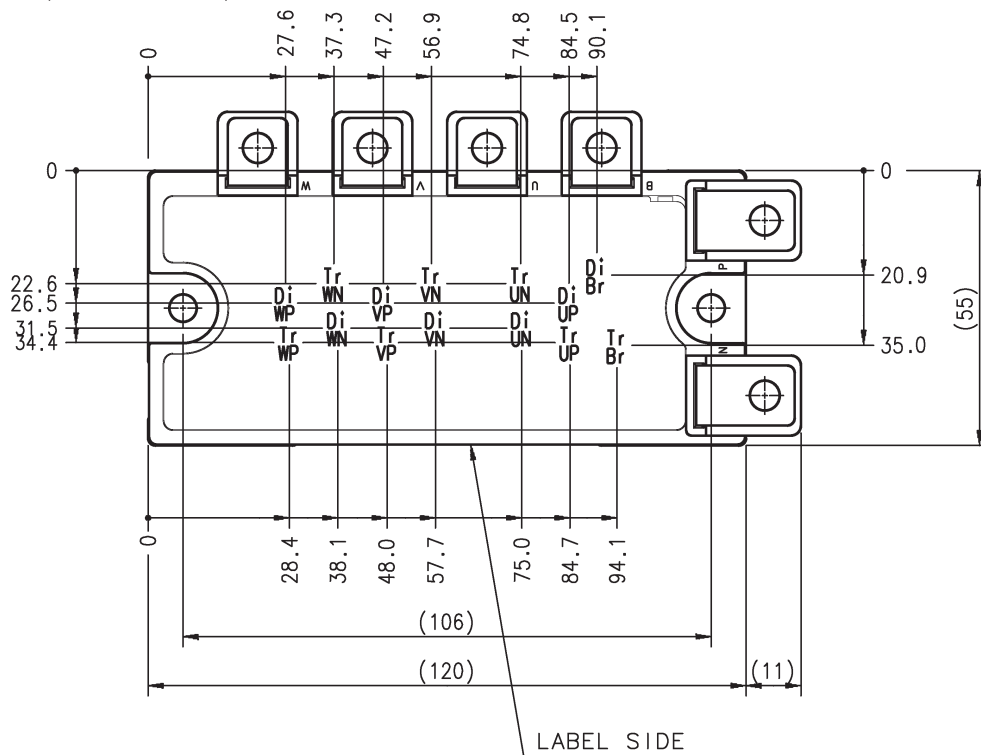 0
27.6
37.3
47.2
56.9
74.8
84.5
90.1
W
V
U
B
0
22.6
26.5
31.5
34.4
0
20.9
35.0
(55)
P
N
Di
WP
Tr
WN
Di
VP
Tr
VN
Tr
UN
Di
UP
Di
Br
Tr
WP
Di
WN
Tr
VP
Di
VN
Di
UN
Tr
UP
Tr
Br
0
28.4
38.1
48.0
57.7
75.0
84.7
94.1
(106)
(120)
(11)
LABEL SIDE